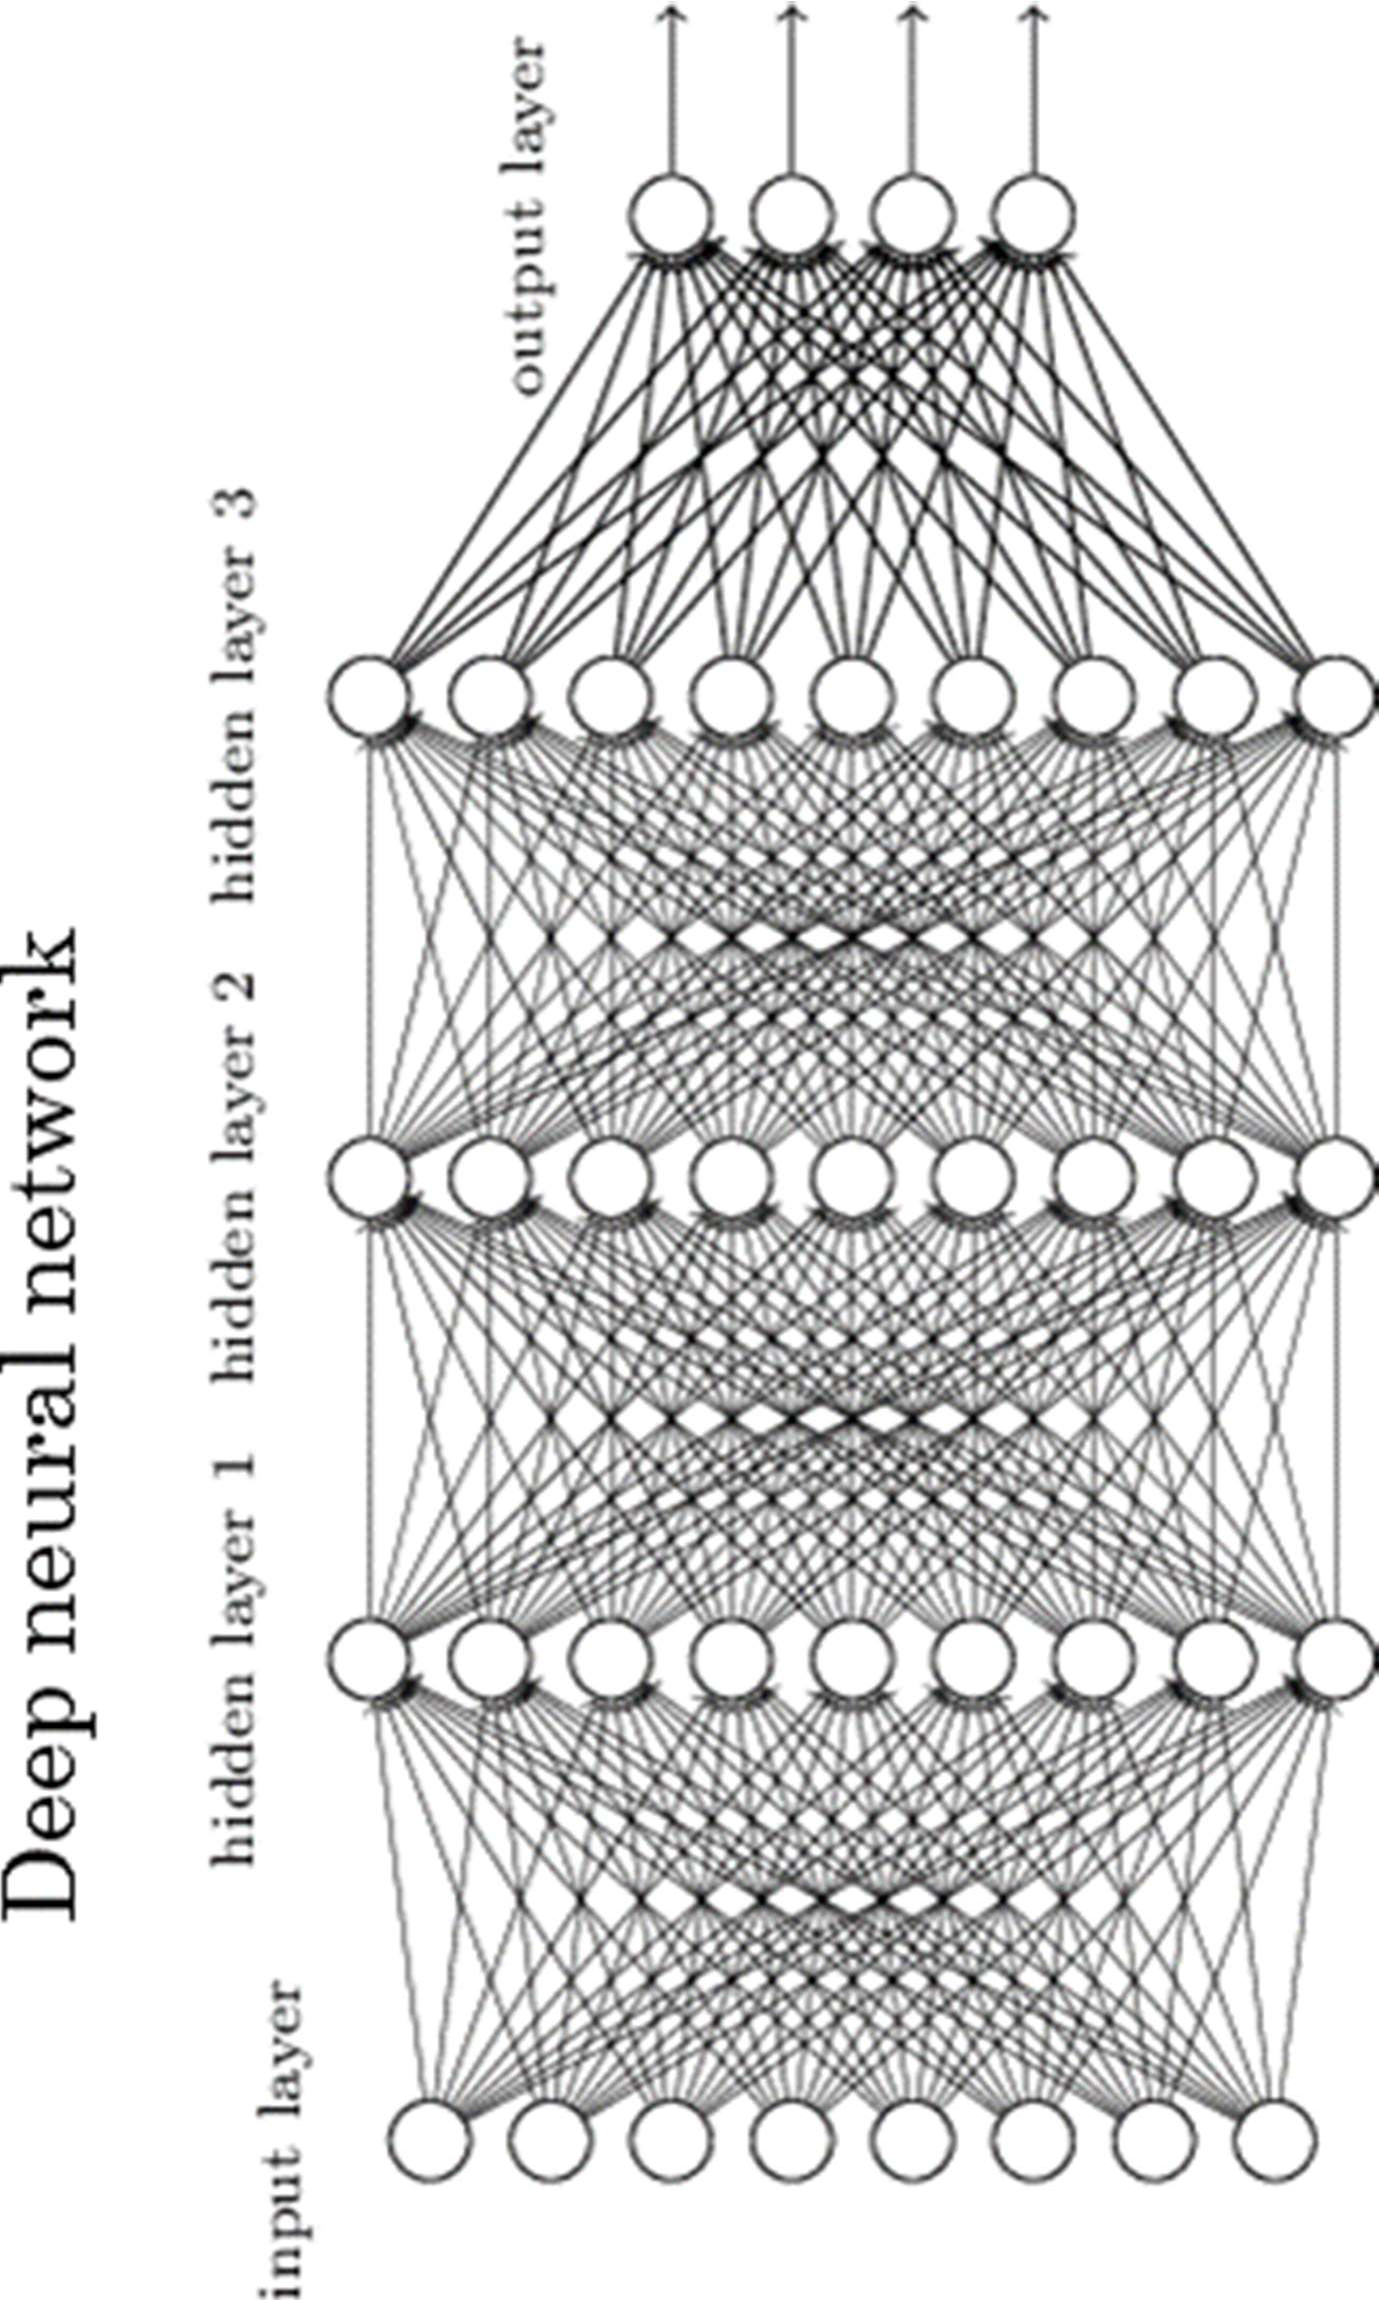 Deep neural network
input layer
hidden layer 1
hidden layer 2
hidden layer 3
output layer